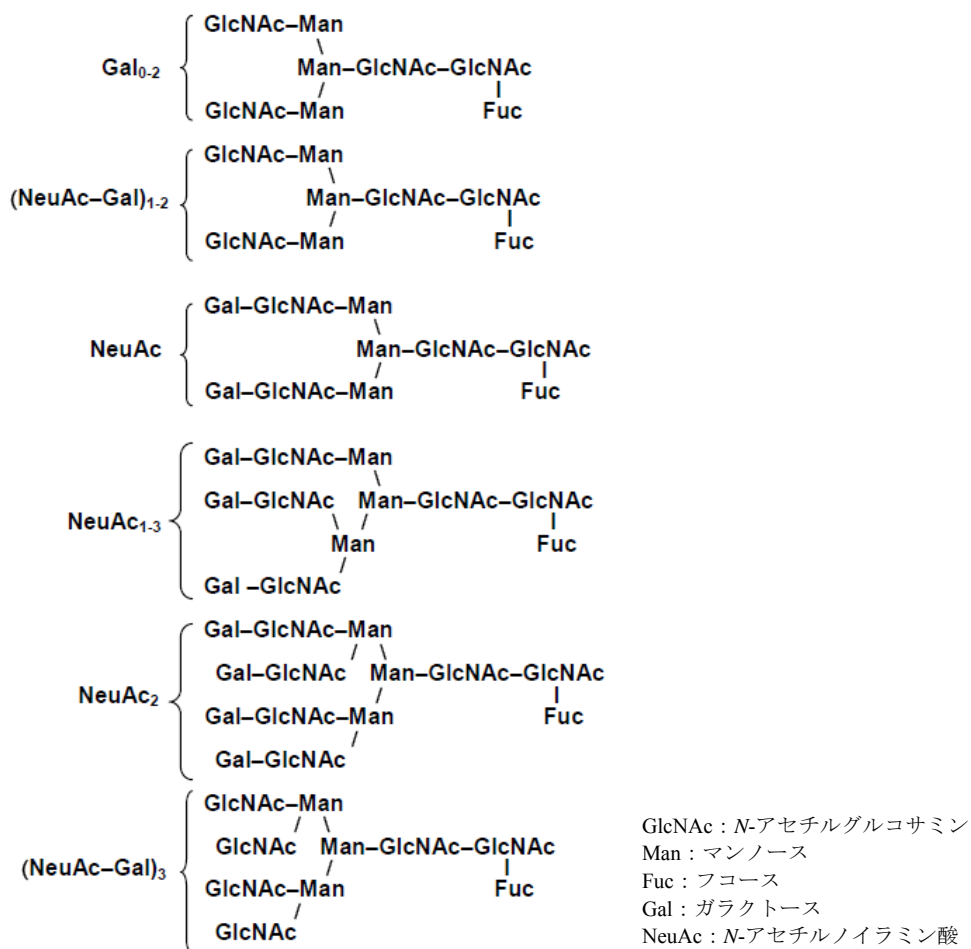 GlcNAc–Man
Gal0-2
Man–GlcNAc–GlcNAc
GlcNAc–Man
Fuc
GlcNAc–Man
(NeuAc–Gal)1-2
Man–GlcNAc–GlcNAc
GlcNAc–Man
Fuc
Gal–GlcNAc–Man
NeuAc
Man–GlcNAc–GlcNAc
Gal–GlcNAc–Man
Fuc
Gal–GlcNAc–Man
Gal–GlcNAc
Man–GlcNAc–GlcNAc
NeuAc1-3
Man
Fuc
Gal –GlcNAc
Gal–GlcNAc–Man
Gal–GlcNAc
Man–GlcNAc–GlcNAc
NeuAc2
Gal–GlcNAc–Man
Fuc
Gal–GlcNAc
GlcNAc–Man
GlcNAc
Man–GlcNAc–GlcNAc
(NeuAc–Gal)3
GlcNAc–Man
Fuc
GlcNAc
GlcNAc：N-アセチルグルコサミン
Man：マンノース
Fuc：フコース
Gal：ガラクトース
NeuAc：N-アセチルノイラミン酸